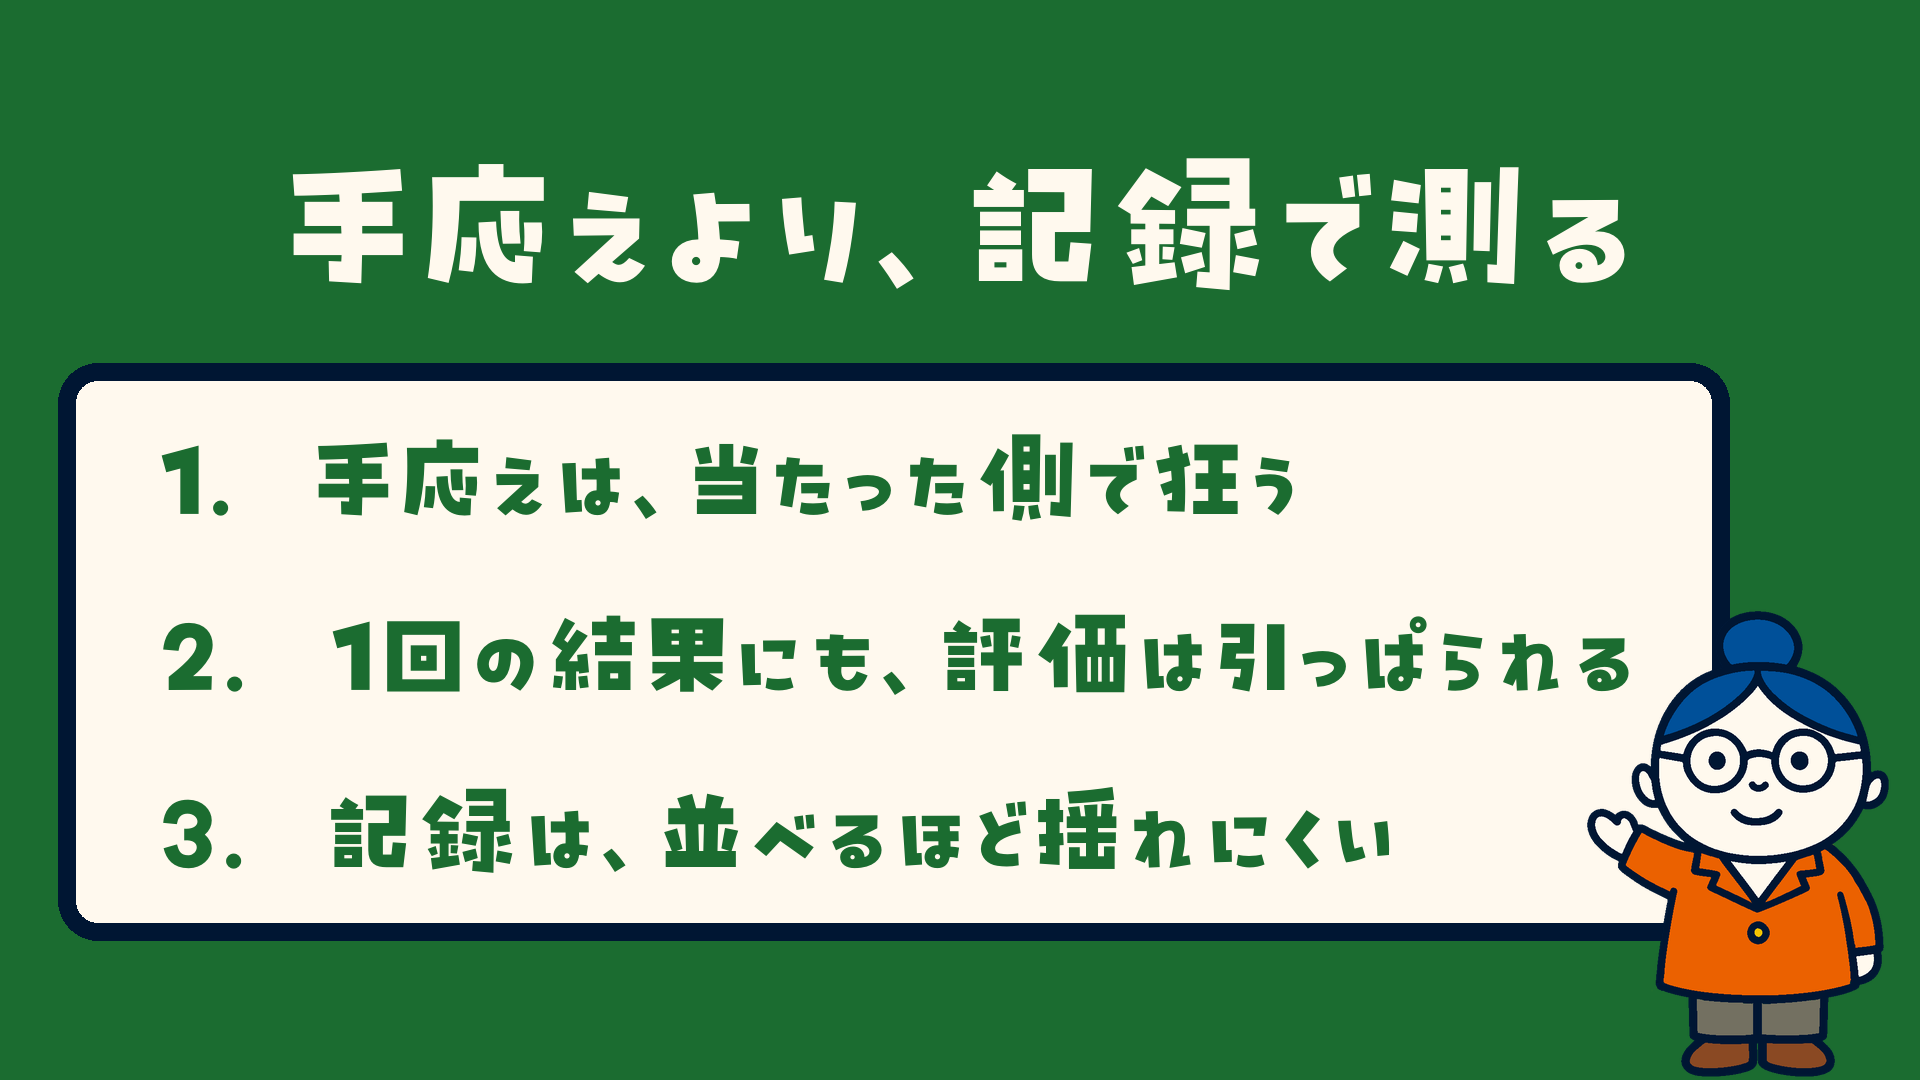 手応えより、記録で測る
1. 手応えは、当たった側で狂う
2. 1回の結果にも、評価は引っぱられる
3. 記録は、並べるほど揺れにくい